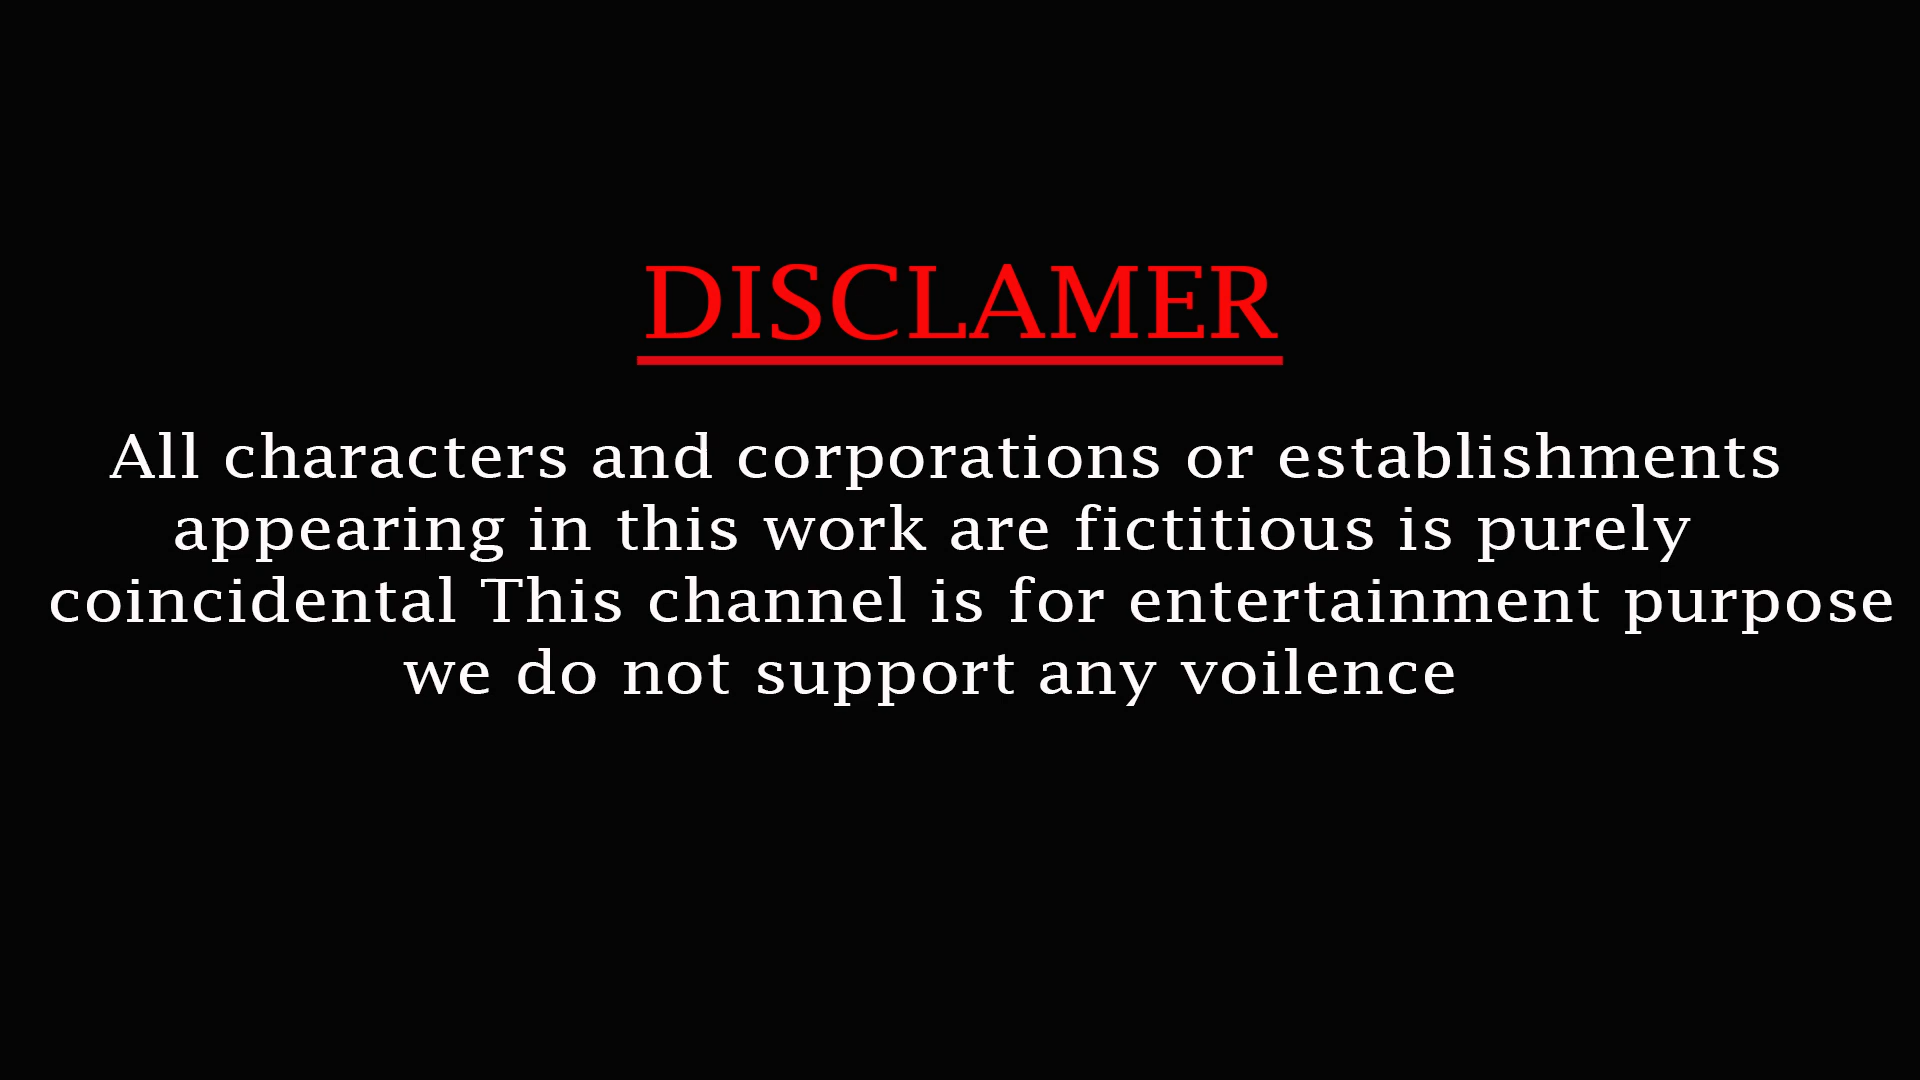 DISCLAMER
All characters and corporations or establishments
appearing in this work are fictitious is purely
coincidental This channel is for entertainment purpose
we do not support any voilence